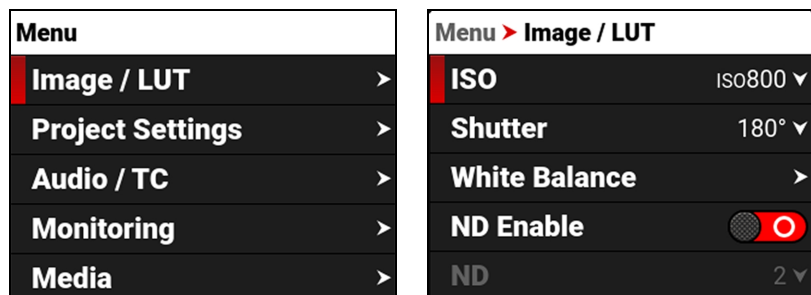 Menu
Image / LUT
Project Settings
Audio / TC
Monitoring
Media
Menu > Image / LUT
ISO ISO800
Shutter 180°
White Balance
ND Enable
ND 2